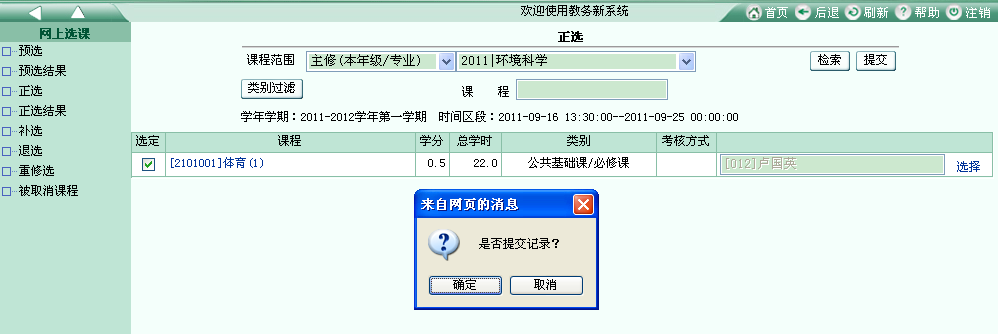 欢迎使用教务新系统
首页 后退 刷新 帮助 注销
网上选课
预选
预选结果
正选
正选结果
补选
退选
重修选
被取消课程
正选
课程范围 主修(本年级/专业) 2011|环境科学 检索 提交
类别过滤 课 程
学年学期：2011-2012学年第一学期 时间区段：2011-09-16 13:30:00--2011-09-25 00:00:00
选定 课程 学分 总学时 类别 考核方式
[2101001]体育(1) 0.5 22.0 公共基础课/必修课 [012]卢国英 选择
来自网页的消息
是否提交记录？
确定 取消